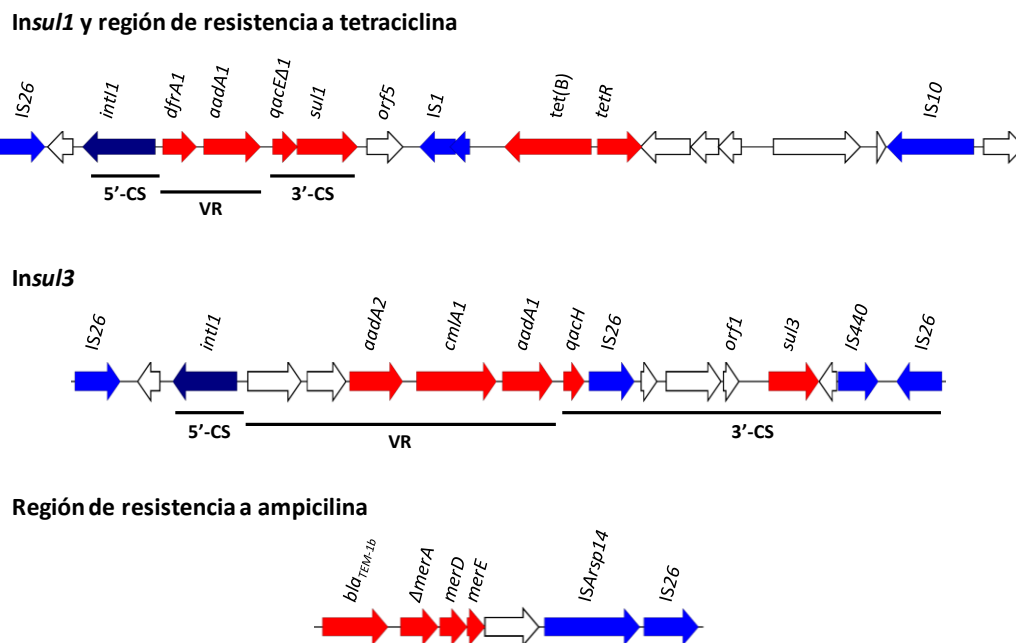 Insul1 y región de resistencia a tetraciclina
IS26 intI1 dfrA1 aadA1 qacEΔ1 sul1 orf5 IS1 tet(B) tetR IS10
5’-CS 3’-CS
VR
Insul3
IS26 intI1 aadA2 cmlA1 aadA1 qacH IS26 orf1 sul3 IS440 IS26
5’-CS VR 3’-CS
Región de resistencia a ampicilina
blaTEM-1b ΔmerA merD merE ISArsp14 IS26